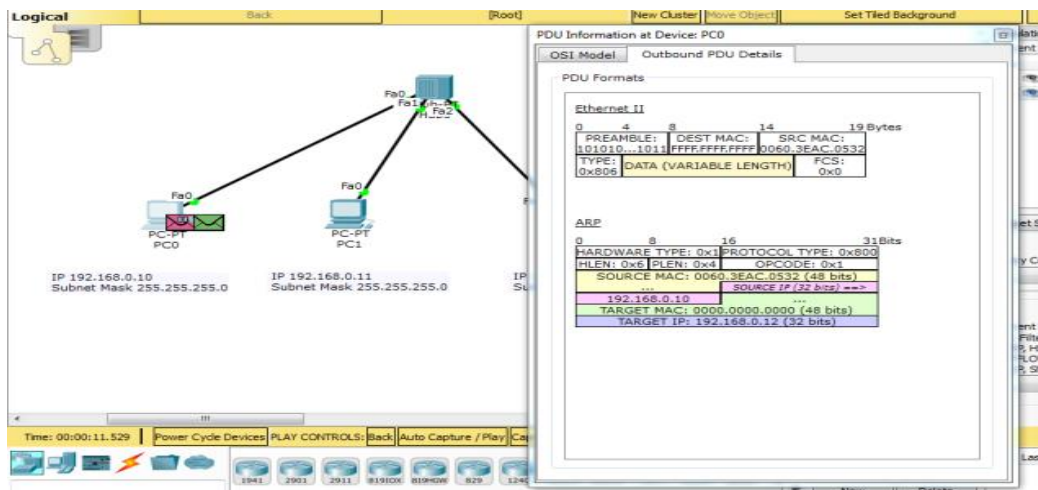 Logical
Back
[Root]
New Cluster
Move Object
Set Tiled Background
PDU Information at Device: PC0
OSI Model
Outbound PDU Details
PDU Formats
Ethernet II
0 4 8 14 19 Bytes
PREAMBLE: DEST MAC: SRC MAC:
101010...1011 FFFF.FFFF.FFFF 0060.3EAC.0532
TYPE: DATA (VARIABLE LENGTH) FCS:
0x806 0x0
ARP
0 8 16 31 Bits
HARDWARE TYPE: 0x1 PROTOCOL TYPE: 0x800
HLEN: 0x6 PLEN: 0x4 OPCODE: 0x1
SOURCE MAC: 0060.3EAC.0532 (48 bits)
... SOURCE IP (32 bits) ==>
192.168.0.10 ...
TARGET MAC: 0000.0000.0000 (48 bits)
TARGET IP: 192.168.0.12 (32 bits)
Fa0
Fa1
Fa2
Fa0
PC-PT
PC0
Fa0
PC-PT
PC1
IP 192.168.0.10
Subnet Mask 255.255.255.0
IP 192.168.0.11
Subnet Mask 255.255.255.0
IP
Time: 00:00:11.529
Power Cycle Devices
PLAY CONTROLS:
Back
Auto Capture / Play
1941 2901 2911 819IOX 819HGW 829 1240